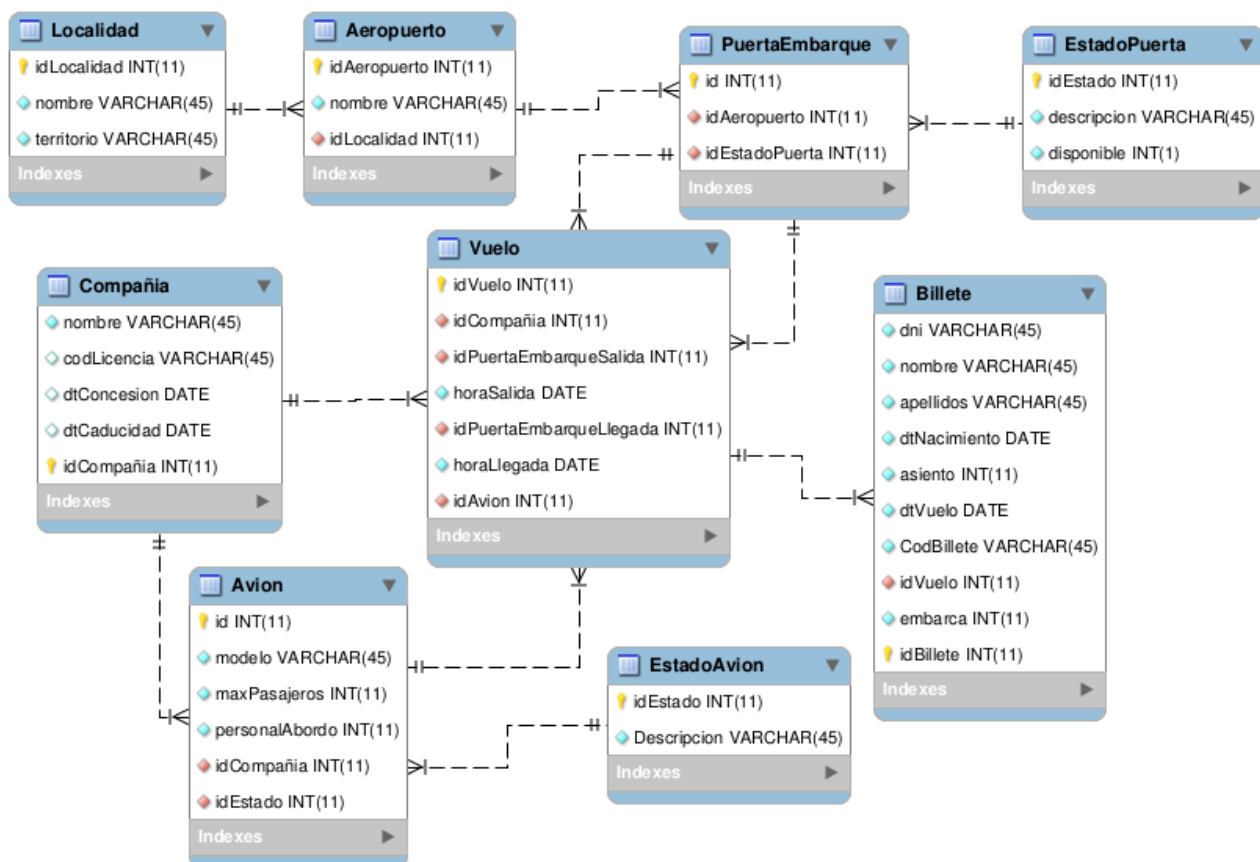 Localidad
idLocalidad INT(11)
nombre VARCHAR(45)
territorio VARCHAR(45)
Indexes
Aeropuerto
idAeropuerto INT(11)
nombre VARCHAR(45)
idLocalidad INT(11)
Indexes
PuertaEmbarque
id INT(11)
idAeropuerto INT(11)
idEstadoPuerta INT(11)
Indexes
EstadoPuerta
idEstado INT(11)
descripcion VARCHAR(45)
disponible INT(1)
Indexes
Compañia
nombre VARCHAR(45)
codLicencia VARCHAR(45)
dtConcesion DATE
dtCaducidad DATE
idCompañia INT(11)
Indexes
Vuelo
idVuelo INT(11)
idCompañia INT(11)
idPuertaEmbarqueSalida INT(11)
horaSalida DATE
idPuertaEmbarqueLlegada INT(11)
horaLlegada DATE
idAvion INT(11)
Indexes
Billete
dni VARCHAR(45)
nombre VARCHAR(45)
apellidos VARCHAR(45)
dtNacimiento DATE
asiento INT(11)
dtVuelo DATE
CodBillete VARCHAR(45)
idVuelo INT(11)
embarca INT(11)
idBillete INT(11)
Indexes
Avion
id INT(11)
modelo VARCHAR(45)
maxPasajeros INT(11)
personalAbordo INT(11)
idCompañia INT(11)
idEstado INT(11)
Indexes
EstadoAvion
idEstado INT(11)
Descripcion VARCHAR(45)
Indexes